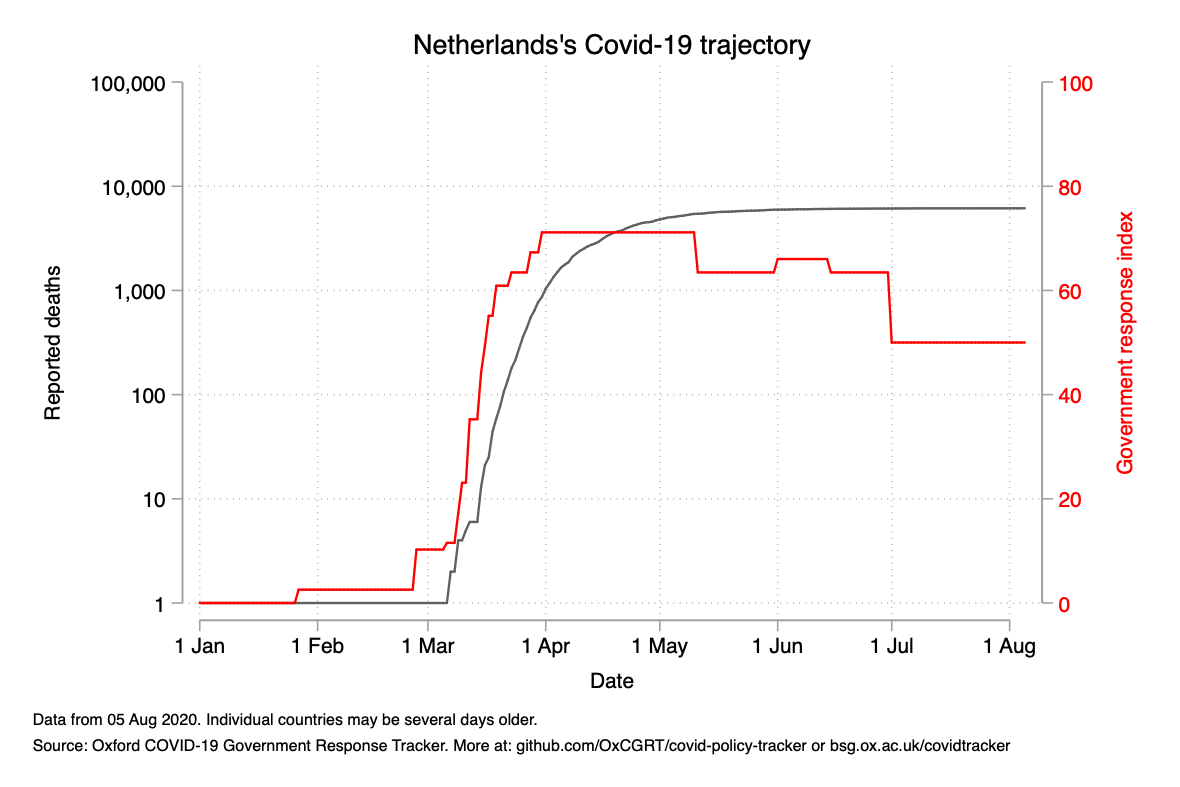 Netherlands's Covid-19 trajectory
100,000
10,000
1,000
100
10
1
Reported deaths
100
80
60
40
20
0
Government response index
1 Jan 1 Feb 1 Mar 1 Apr 1 May 1 Jun 1 Jul 1 Aug
Date
Data from 05 Aug 2020. Individual countries may be several days older.
Source: Oxford COVID-19 Government Response Tracker. More at: github.com/OxCGRT/covid-policy-tracker or bsg.ox.ac.uk/covidtracker